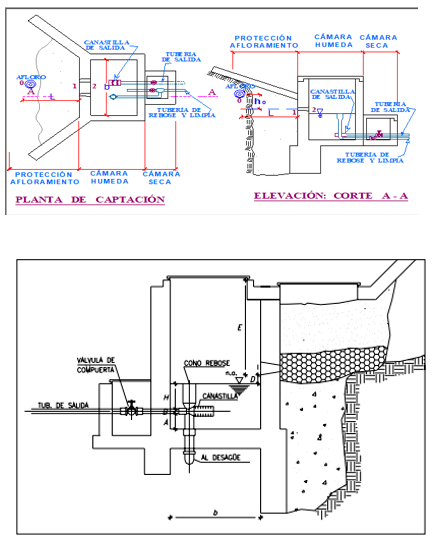 CANASTILLA
DE SALIDA
TUBERIA
DE SALIDA
AFLORO
0
A
L
1
2
b
A
TUBERIA DE
REBOSE Y LIMPIA
PROTECCIÓN
AFLORAMIENTO
CÁMARA
HUMEDA
CÁMARA
SECA
PLANTA DE CAPTACIÓN
PROTECCIÓN
AFLORAMIENTO
CÁMARA
HUMEDA
CÁMARA
SECA
AFLORO
0
ho
L
1
2
CANASTILLA
DE SALIDA
TUBERIA
DE SALIDA
TUBERIA DE
REBOSE Y LIMPIA
ELEVACIÓN: CORTE A - A
E
VÁLVULA DE
COMPUERTA
CONO REBOSE
n.a.
D
H
CANASTILLA
TUB. DE SALIDA
B
A
A
AL DESAGÜE
b